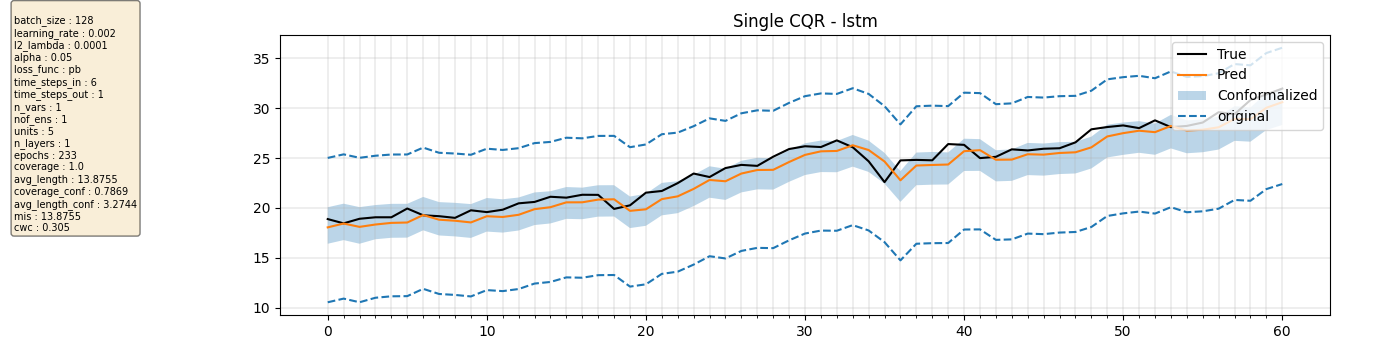 batch_size : 128
learning_rate : 0.002
l2_lambda : 0.0001
alpha : 0.05
loss_func : pb
time_steps_in : 6
time_steps_out : 1
n_vars : 1
nof_ens : 1
units : 5
n_layers : 1
epochs : 233
coverage : 1.0
avg_length : 13.8755
coverage_conf : 0.7869
avg_length_conf : 3.2744
mis : 13.8755
cwc : 0.305
Single CQR - lstm
35
30
25
20
15
10
True
Pred
Conformalized
original
0 10 20 30 40 50 60